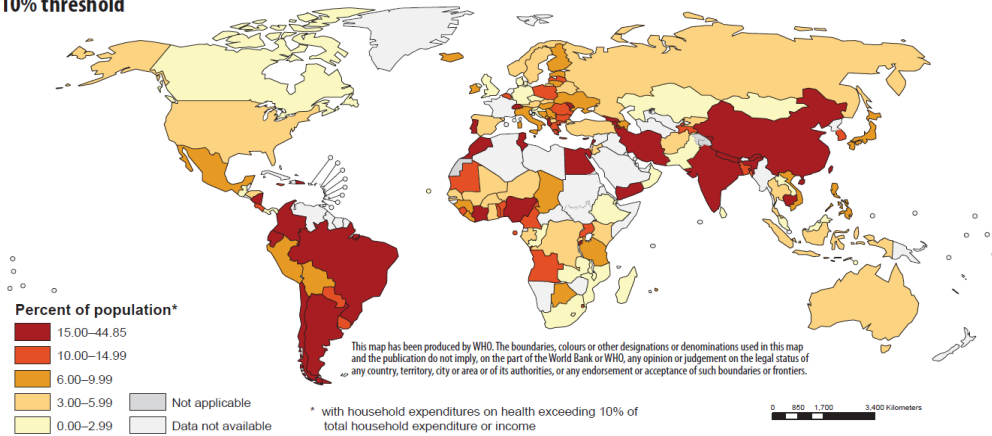 10% threshold
Percent of population*
15.00–44.85
10.00–14.99
6.00–9.99
3.00–5.99
0.00–2.99
Not applicable
Data not available
This map has been produced by WHO. The boundaries, colours or other designations or denominations used in this map
and the publication do not imply, on the part of the World Bank or WHO, any opinion or judgement on the legal status of
any country, territory, city or area or of its authorities, or any endorsement or acceptance of such boundaries or frontiers.
* with household expenditures on health exceeding 10% of
total household expenditure or income
0 850 1,700 3,400 Kilometers